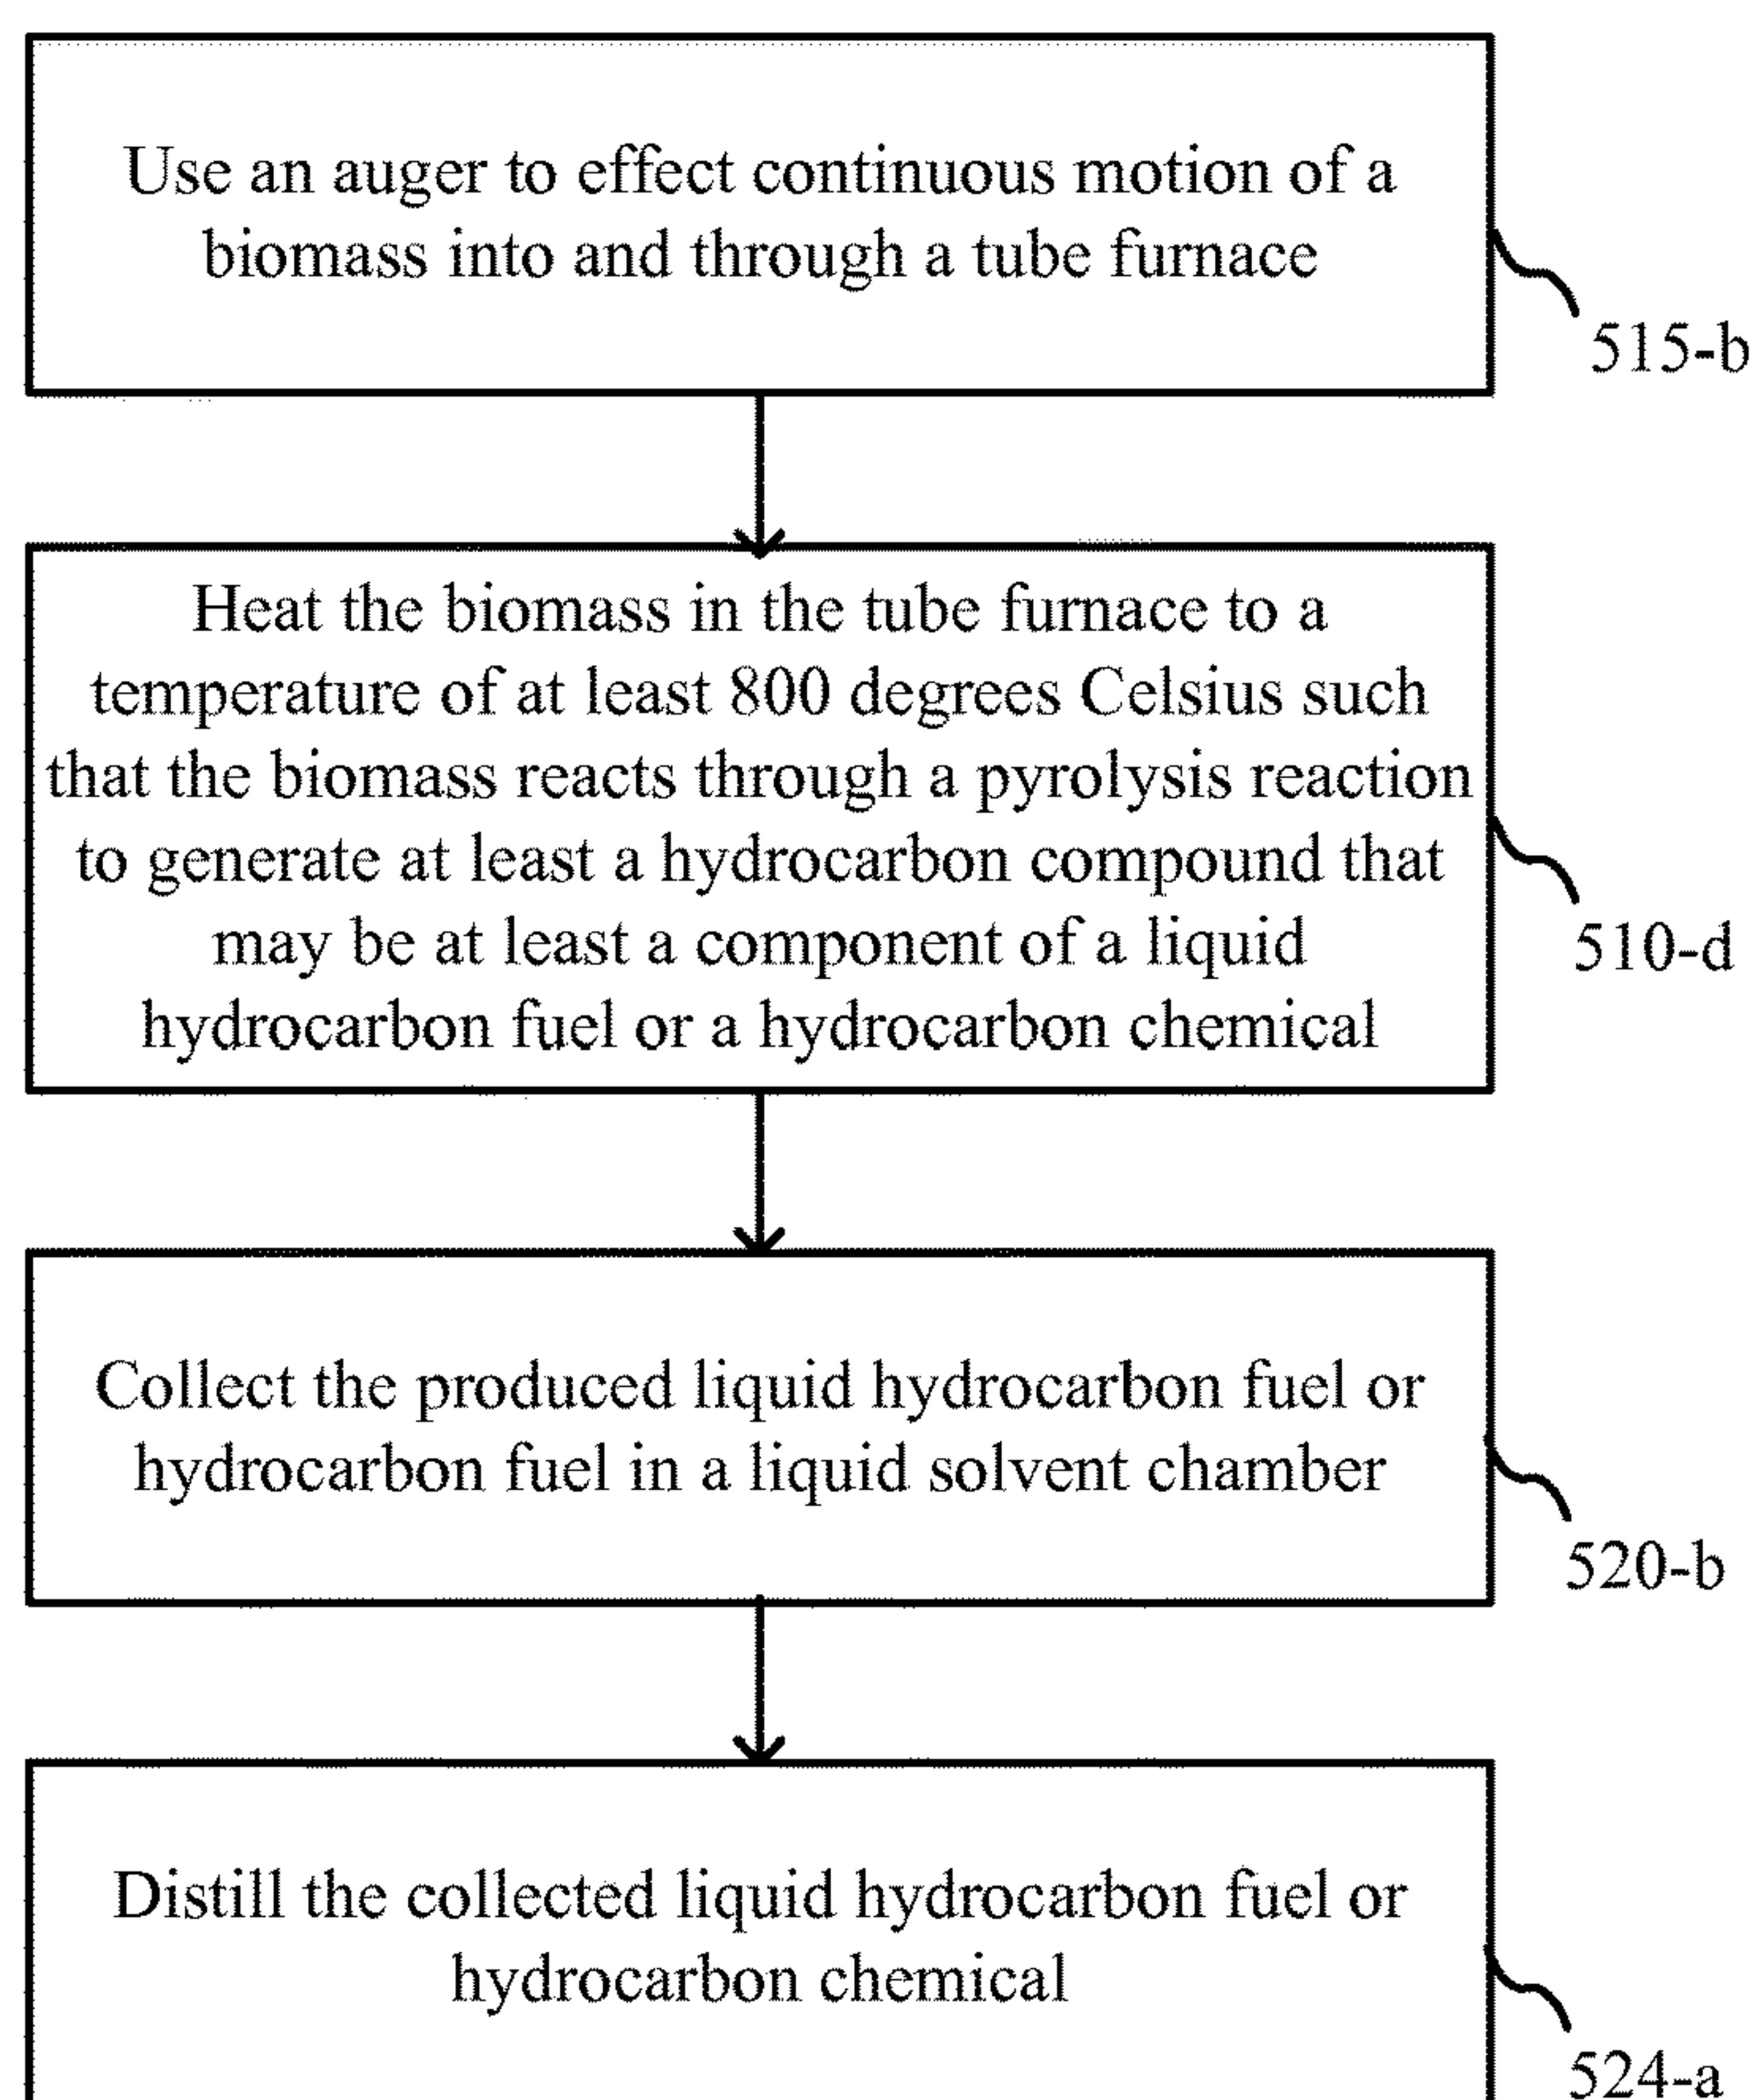 Use an auger to effect continuous motion of a
biomass into and through a tube furnace
515-b
Heat the biomass in the tube furnace to a
temperature of at least 800 degrees Celsius such
that the biomass reacts through a pyrolysis reaction
to generate at least a hydrocarbon compound that
may be at least a component of a liquid
hydrocarbon fuel or a hydrocarbon chemical
510-d
Collect the produced liquid hydrocarbon fuel or
hydrocarbon fuel in a liquid solvent chamber
520-b
Distill the collected liquid hydrocarbon fuel or
hydrocarbon chemical
524-a